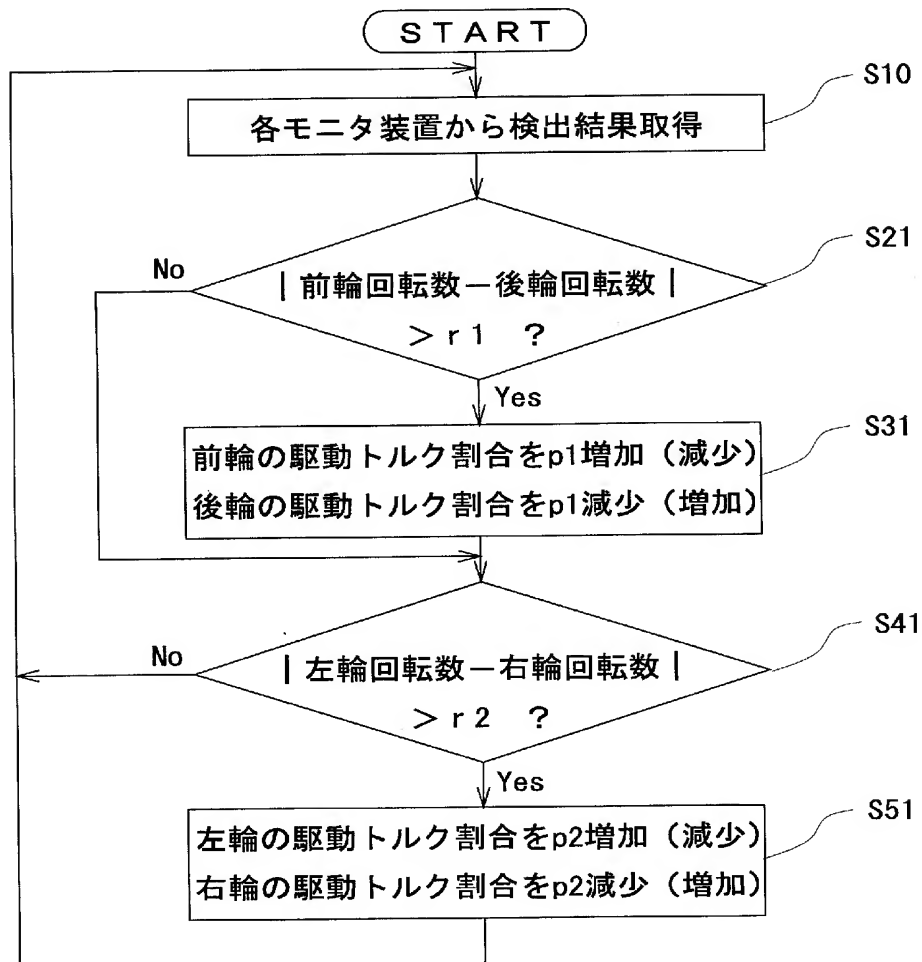 START
S10
各モニタ装置から検出結果取得
S21
No
|前輪回転数－後輪回転数|
＞r1 ？
Yes
S31
前輪の駆動トルク割合をp1増加（減少）
後輪の駆動トルク割合をp1減少（増加）
S41
No
|左輪回転数－右輪回転数|
＞r2 ？
Yes
S51
左輪の駆動トルク割合をp2増加（減少）
右輪の駆動トルク割合をp2減少（増加）